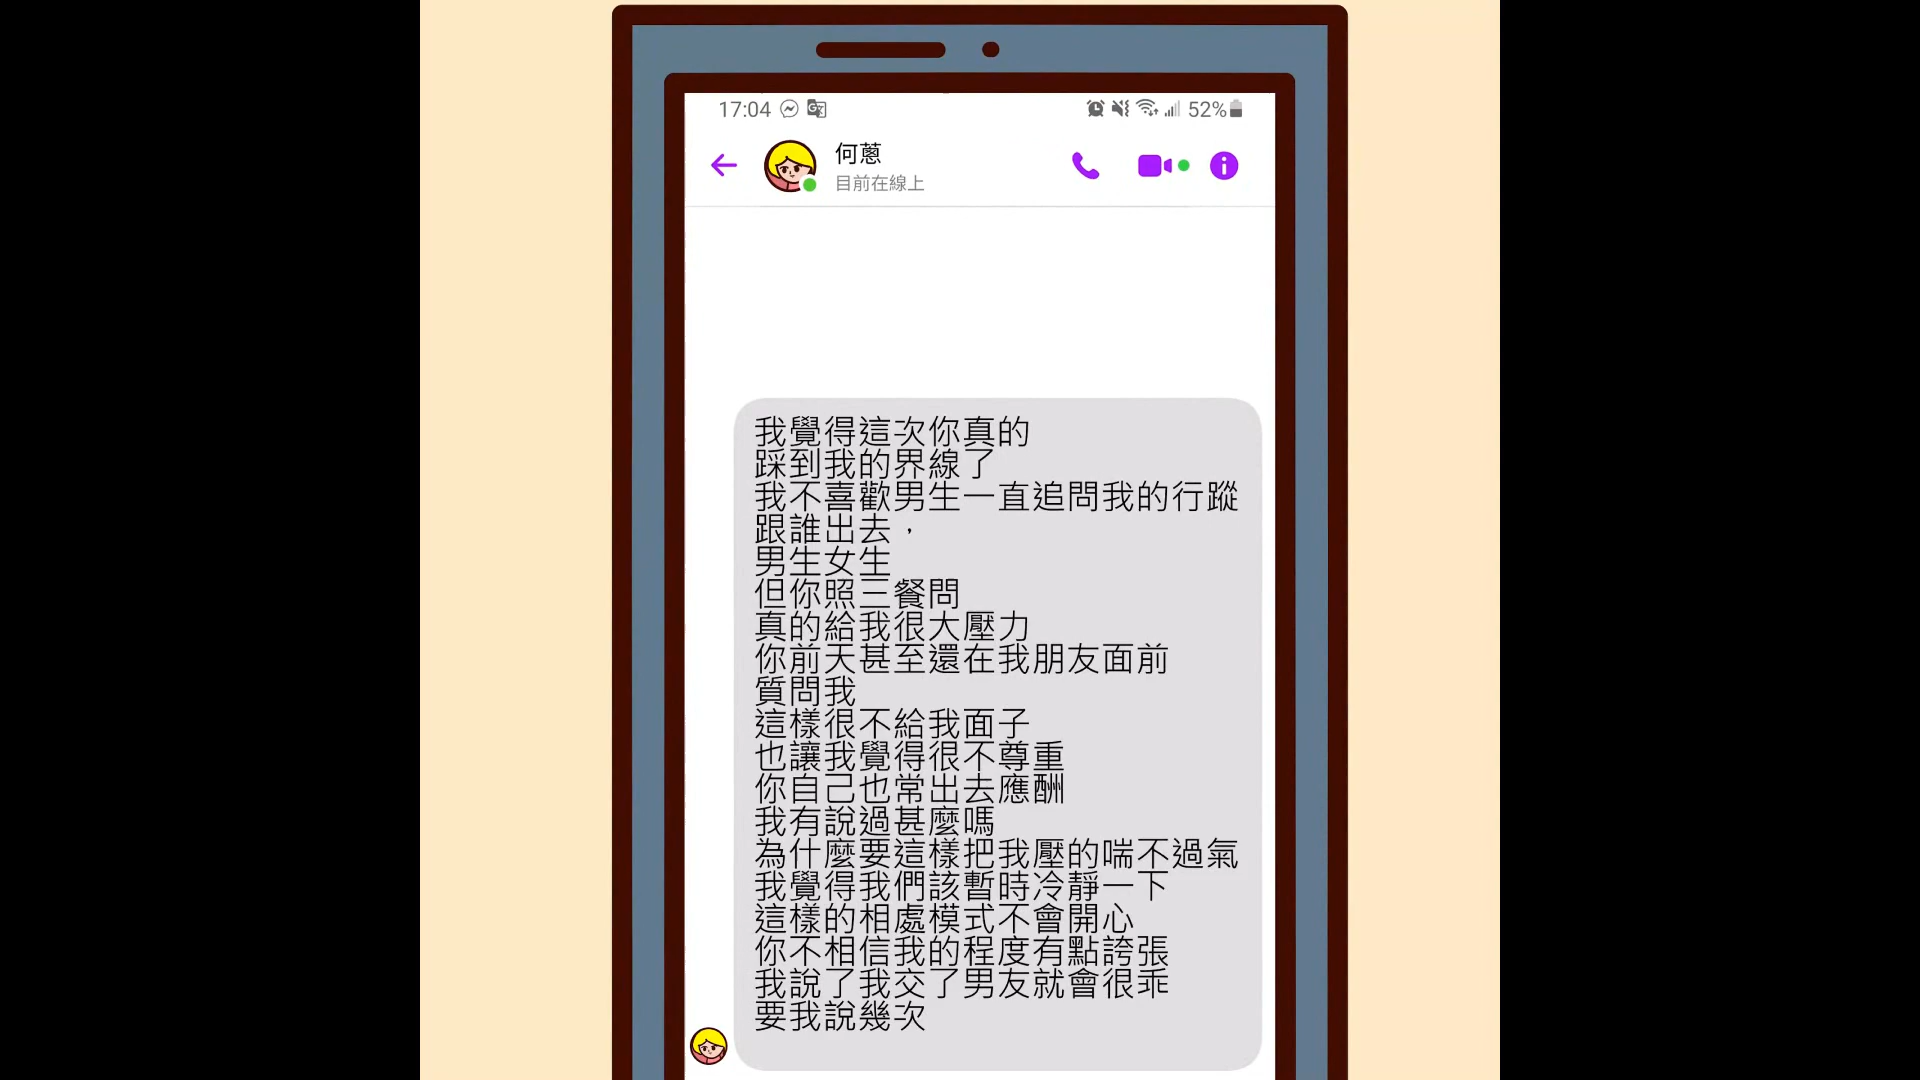 17:04
52%
何蔥
目前在線上
我覺得這次你真的
踩到我的界線了
我不喜歡男生一直追問我的行蹤
跟誰出去，
男生女生
但你照三餐問
真的給我很大壓力
你前天甚至還在我朋友面前
質問我
這樣很不給我面子
也讓我覺得很不尊重
你自己也常出去應酬
我有說過甚麼嗎
為什麼要這樣把我壓的喘不過氣
我覺得我們該暫時冷靜一下
這樣的相處模式不會開心
你不相信我的程度有點誇張
我說了我交了男友就會很乖
要我說幾次